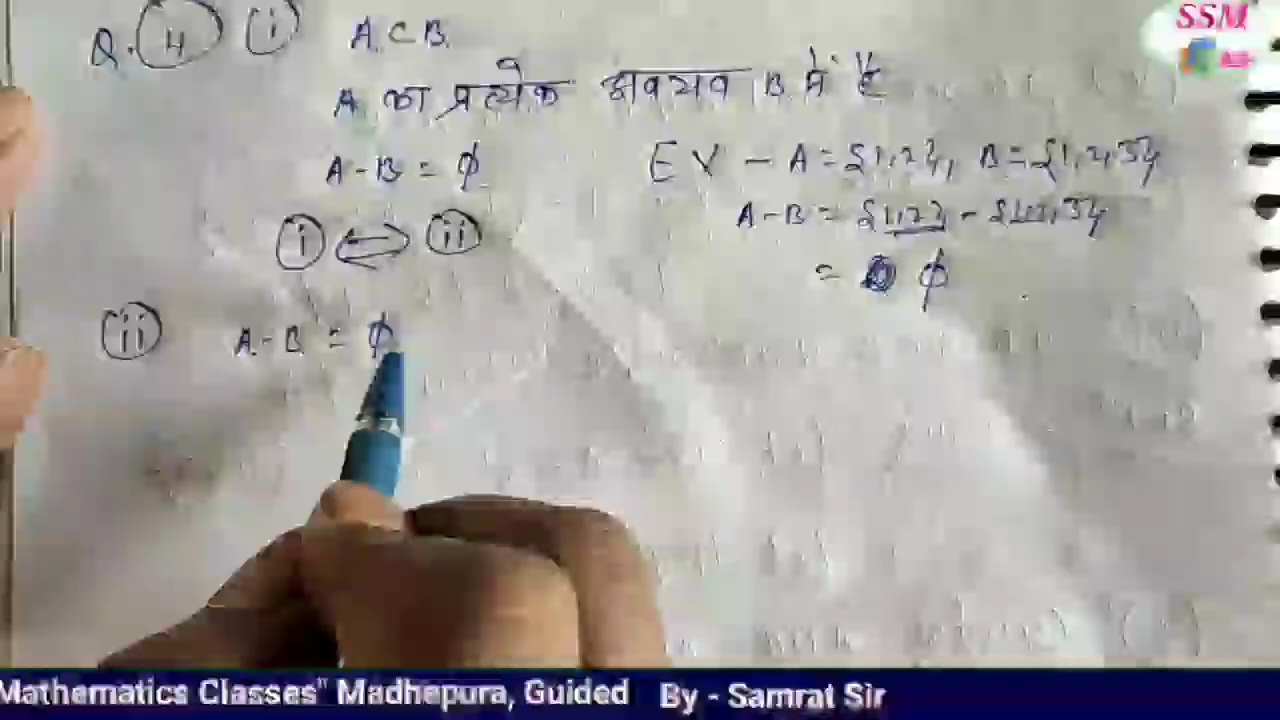 Q. 4 i A ⊂ B
A का प्रत्येक अवयव B में है
A - B = φ
i ⟺ ii
EX - A = {1,2}, B = {1,2,3}
A - B = {1,2} - {1,2,3}
= φ
ii A - B = φ
SSM
Mathematics Classes" Madhepura, Guided By - Samrat Sir